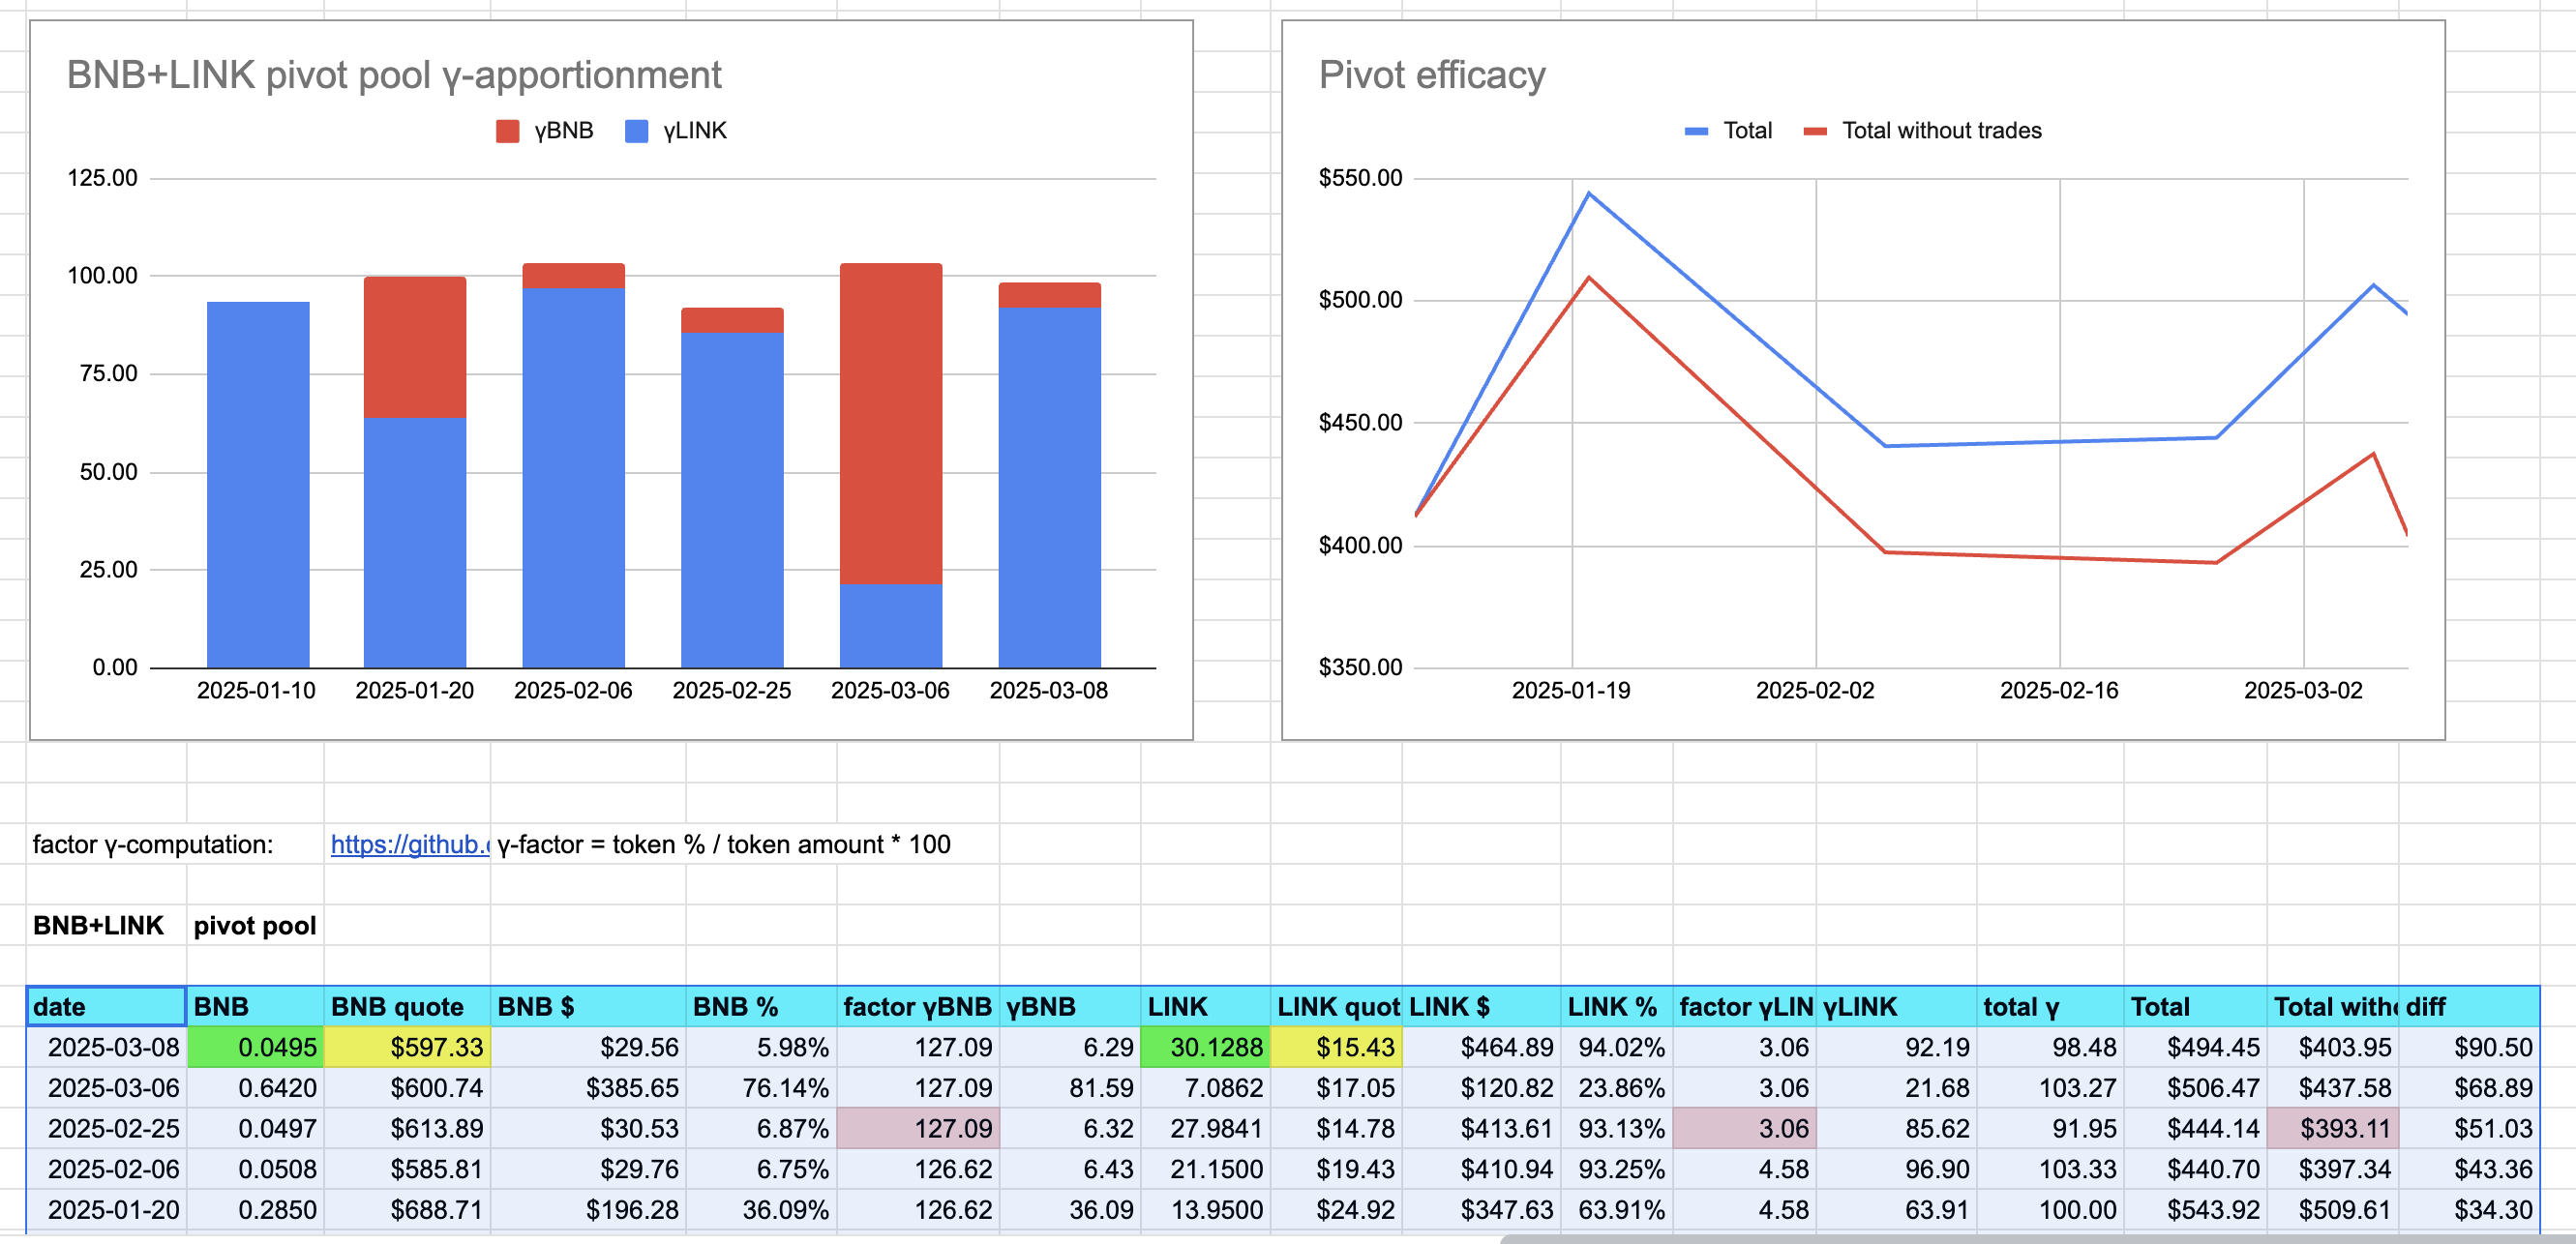 BNB+LINK pivot pool γ-apportionment
γBNB γLINK
125.00
100.00
75.00
50.00
25.00
0.00
2025-01-10 2025-01-20 2025-02-06 2025-02-25 2025-03-06 2025-03-08
Pivot efficacy
Total Total without trades
$550.00
$500.00
$450.00
$400.00
$350.00
2025-01-19 2025-02-02 2025-02-16 2025-03-02
factor γ-computation: https://github. γ-factor = token % / token amount * 100
BNB+LINK pivot pool
date BNB BNB quote BNB $ BNB % factor γBNB γBNB LINK LINK quot LINK $ LINK % factor γLIN γLINK total γ Total Total with diff
2025-03-08 0.0495 $597.33 $29.56 5.98% 127.09 6.29 30.1288 $15.43 $464.89 94.02% 3.06 92.19 98.48 $494.45 $403.95 $90.50
2025-03-06 0.6420 $600.74 $385.65 76.14% 127.09 81.59 7.0862 $17.05 $120.82 23.86% 3.06 21.68 103.27 $506.47 $437.58 $68.89
2025-02-25 0.0497 $613.89 $30.53 6.87% 127.09 6.32 27.9841 $14.78 $413.61 93.13% 3.06 85.62 91.95 $444.14 $393.11 $51.03
2025-02-06 0.0508 $585.81 $29.76 6.75% 126.62 6.43 21.1500 $19.43 $410.94 93.25% 4.58 96.90 103.33 $440.70 $397.34 $43.36
2025-01-20 0.2850 $688.71 $196.28 36.09% 126.62 36.09 13.9500 $24.92 $347.63 63.91% 4.58 63.91 100.00 $543.92 $509.61 $34.30